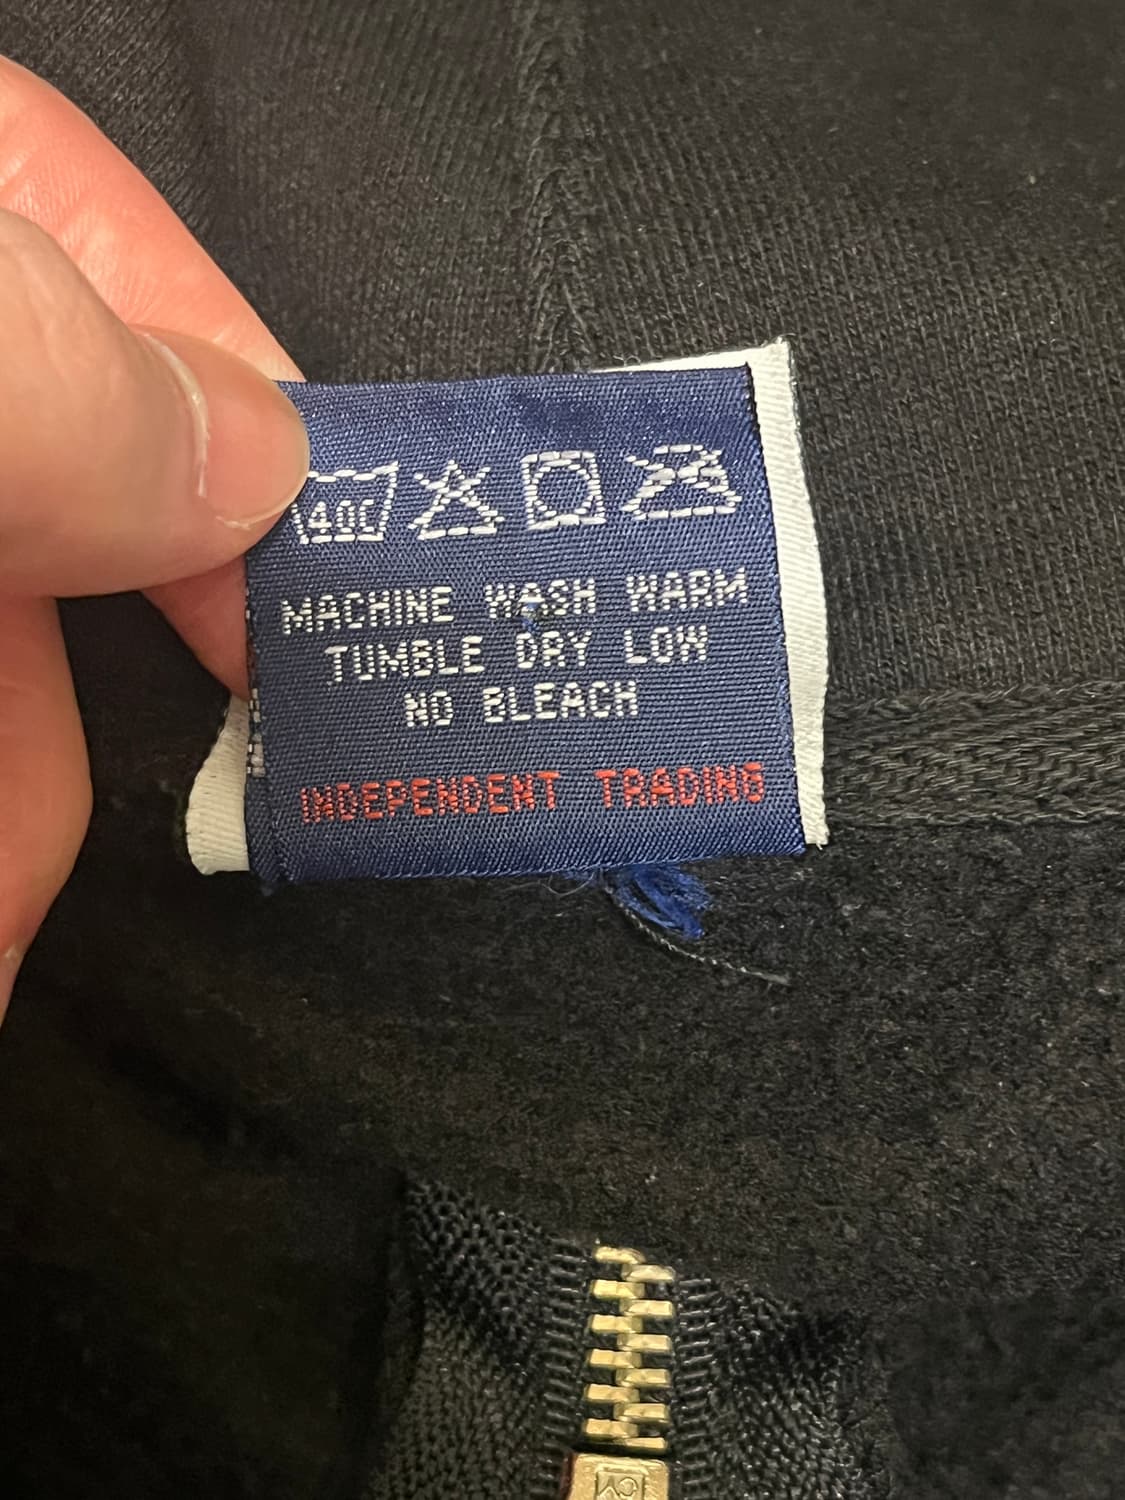 40C
MACHINE WASH WARM
TUMBLE DRY LOW
NO BLEACH
INDEPENDENT TRADING